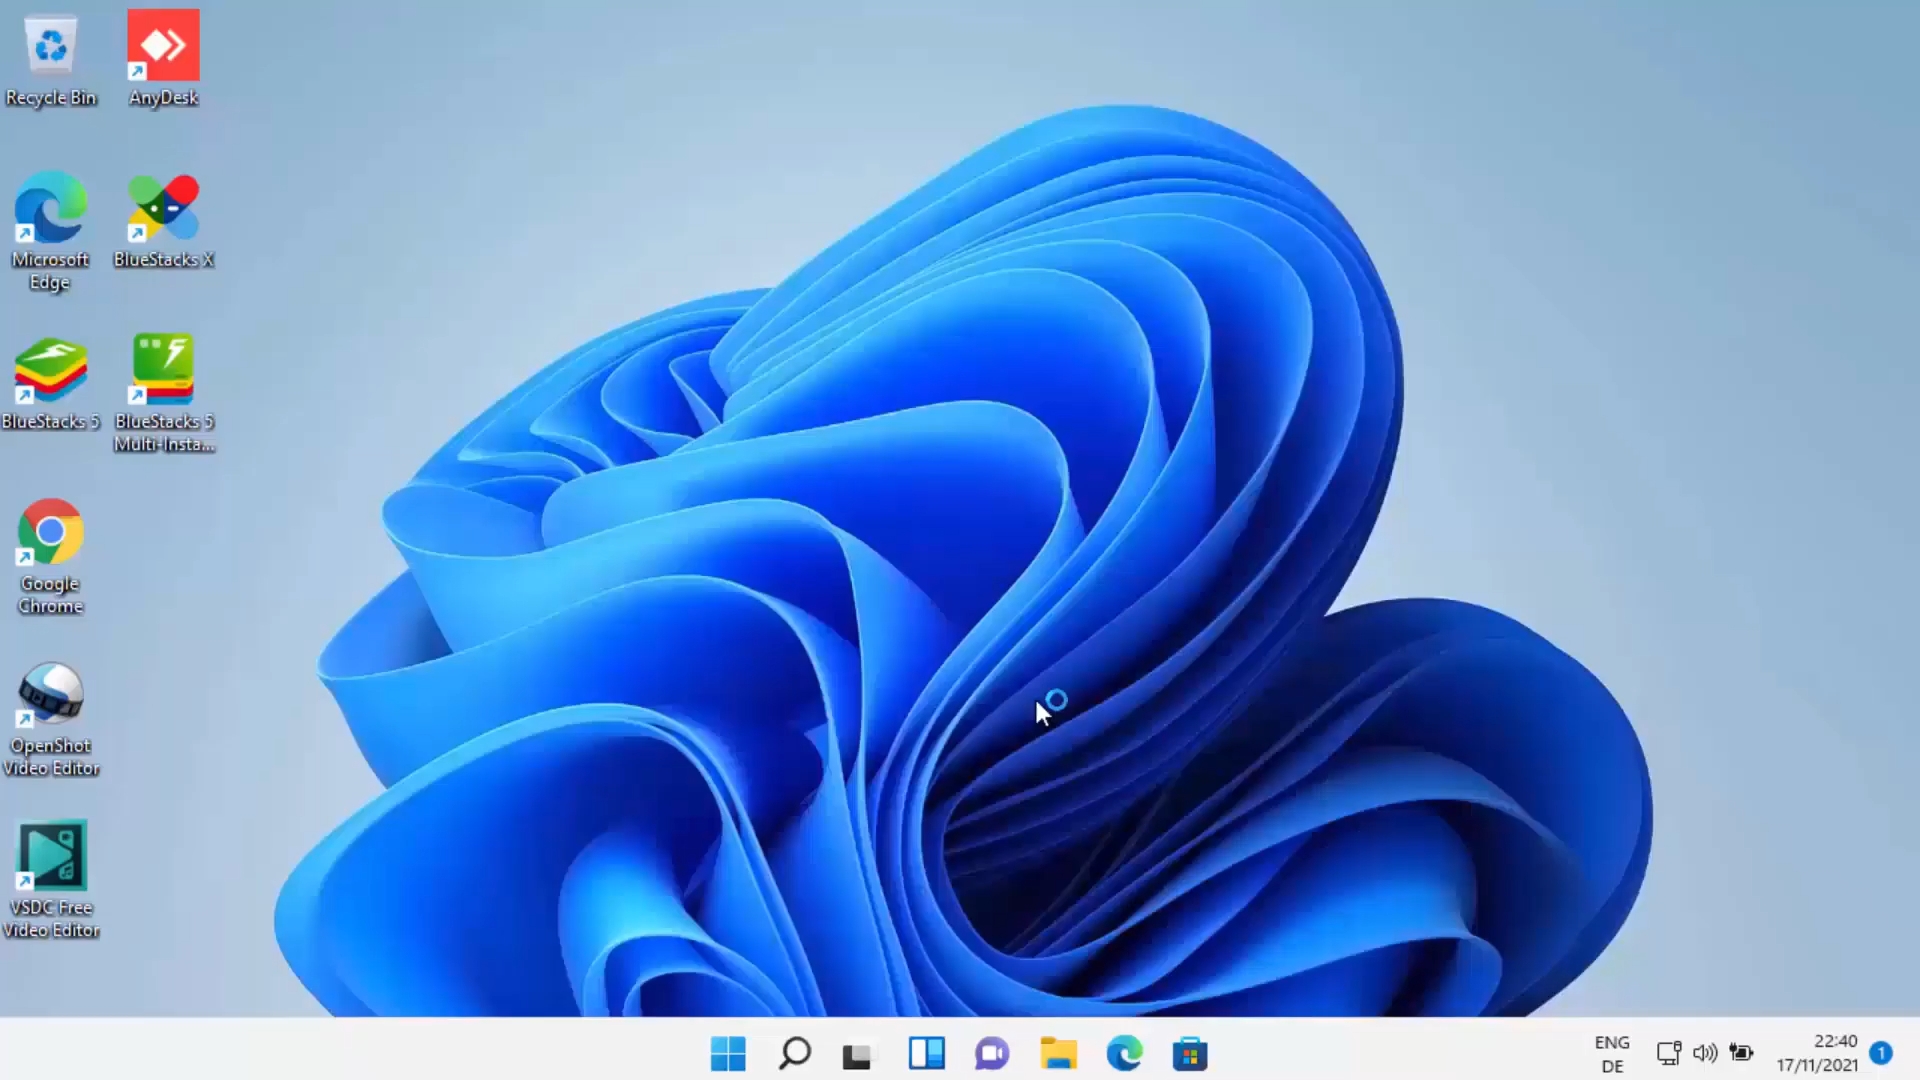 Recycle Bin
AnyDesk
Microsoft
Edge
BlueStacks X
BlueStacks 5
BlueStacks 5
Multi-Insta...
Google
Chrome
OpenShot
Video Editor
VSDC Free
Video Editor
ENG
DE
22:40
17/11/2021
1